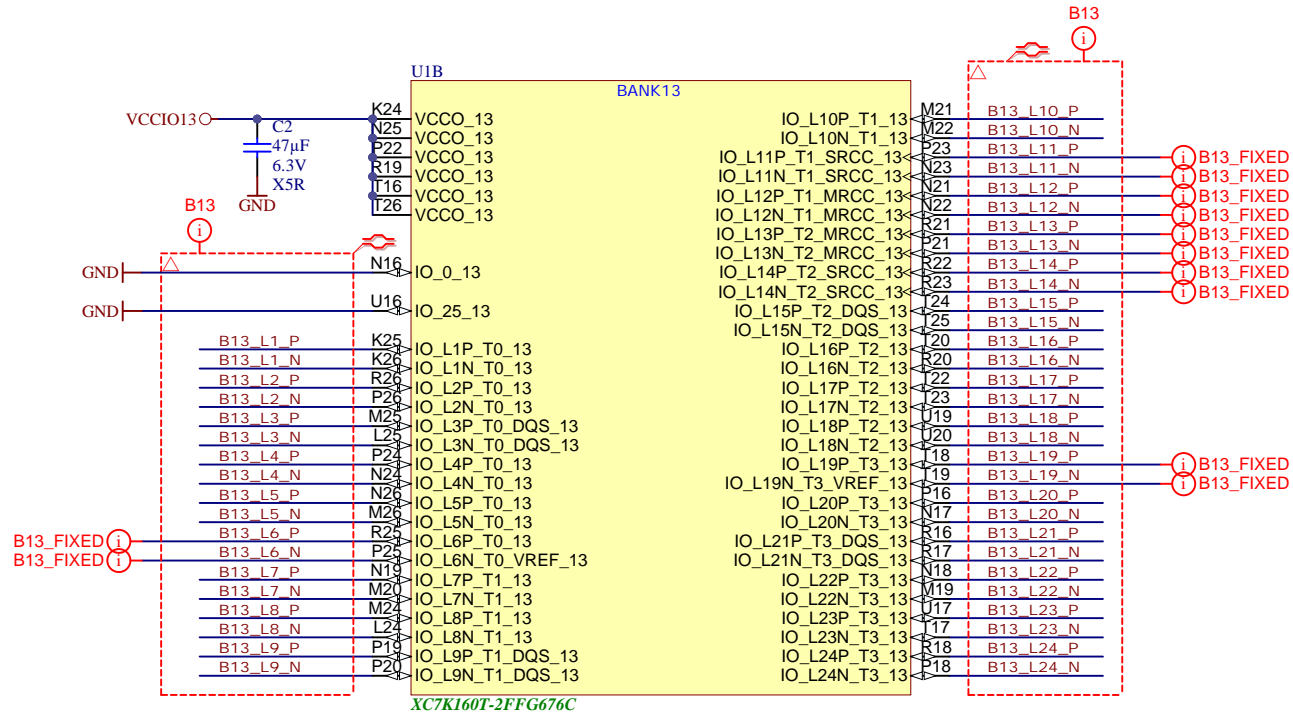 B13
U1B
BANK13
VCCIO13
C2
47µF
6.3V
X5R
GND
K24 VCCO_13
N25 VCCO_13
P22 VCCO_13
R19 VCCO_13
T16 VCCO_13
T26 VCCO_13
B13
GND N16 IO_0_13
GND U16 IO_25_13
B13_L1_P K25 IO_L1P_T0_13
B13_L1_N K26 IO_L1N_T0_13
B13_L2_P R26 IO_L2P_T0_13
B13_L2_N P26 IO_L2N_T0_13
B13_L3_P M25 IO_L3P_T0_DQS_13
B13_L3_N L25 IO_L3N_T0_DQS_13
B13_L4_P P24 IO_L4P_T0_13
B13_L4_N N24 IO_L4N_T0_13
B13_L5_P N26 IO_L5P_T0_13
B13_L5_N M26 IO_L5N_T0_13
B13_FIXED i B13_L6_P R25 IO_L6P_T0_13
B13_FIXED i B13_L6_N P25 IO_L6N_T0_VREF_13
B13_L7_P N19 IO_L7P_T1_13
B13_L7_N M20 IO_L7N_T1_13
B13_L8_P M24 IO_L8P_T1_13
B13_L8_N L24 IO_L8N_T1_13
B13_L9_P P19 IO_L9P_T1_DQS_13
B13_L9_N P20 IO_L9N_T1_DQS_13
IO_L10P_T1_13 M21 B13_L10_P
IO_L10N_T1_13 M22 B13_L10_N
IO_L11P_T1_SRCC_13 P23 B13_L11_P i B13_FIXED
IO_L11N_T1_SRCC_13 N23 B13_L11_N i B13_FIXED
IO_L12P_T1_MRCC_13 N21 B13_L12_P i B13_FIXED
IO_L12N_T1_MRCC_13 N22 B13_L12_N i B13_FIXED
IO_L13P_T2_MRCC_13 R21 B13_L13_P i B13_FIXED
IO_L13N_T2_MRCC_13 P21 B13_L13_N i B13_FIXED
IO_L14P_T2_SRCC_13 R22 B13_L14_P i B13_FIXED
IO_L14N_T2_SRCC_13 R23 B13_L14_N i B13_FIXED
IO_L15P_T2_DQS_13 T24 B13_L15_P
IO_L15N_T2_DQS_13 T25 B13_L15_N
IO_L16P_T2_13 T20 B13_L16_P
IO_L16N_T2_13 R20 B13_L16_N
IO_L17P_T2_13 T22 B13_L17_P
IO_L17N_T2_13 T23 B13_L17_N
IO_L18P_T2_13 U19 B13_L18_P
IO_L18N_T2_13 U20 B13_L18_N
IO_L19P_T3_13 T18 B13_L19_P i B13_FIXED
IO_L19N_T3_VREF_13 T19 B13_L19_N i B13_FIXED
IO_L20P_T3_13 P16 B13_L20_P
IO_L20N_T3_13 N17 B13_L20_N
IO_L21P_T3_DQS_13 R16 B13_L21_P
IO_L21N_T3_DQS_13 R17 B13_L21_N
IO_L22P_T3_13 N18 B13_L22_P
IO_L22N_T3_13 M19 B13_L22_N
IO_L23P_T3_13 U17 B13_L23_P
IO_L23N_T3_13 T17 B13_L23_N
IO_L24P_T3_13 R18 B13_L24_P
IO_L24N_T3_13 P18 B13_L24_N
XC7K160T-2FFG676C